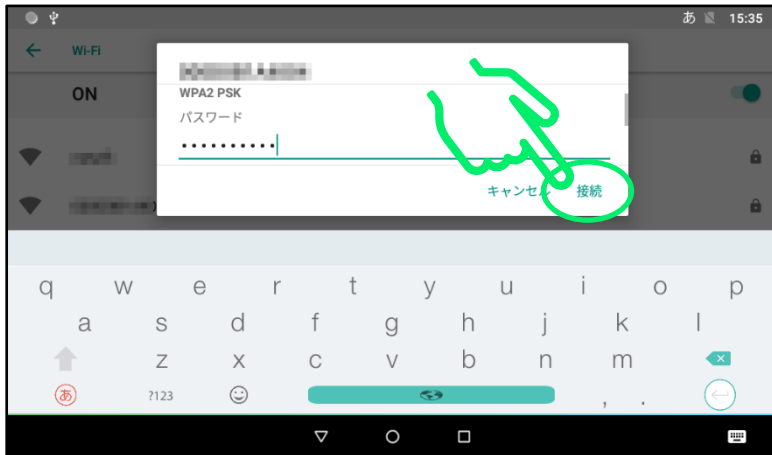 あ 15:35
Wi-Fi
ON
WPA2 PSK
パスワード
••••••••••
キャンセル 接続
q w e r t y u i o p
a s d f g h j k l
z x c v b n m
あ ?123 , .